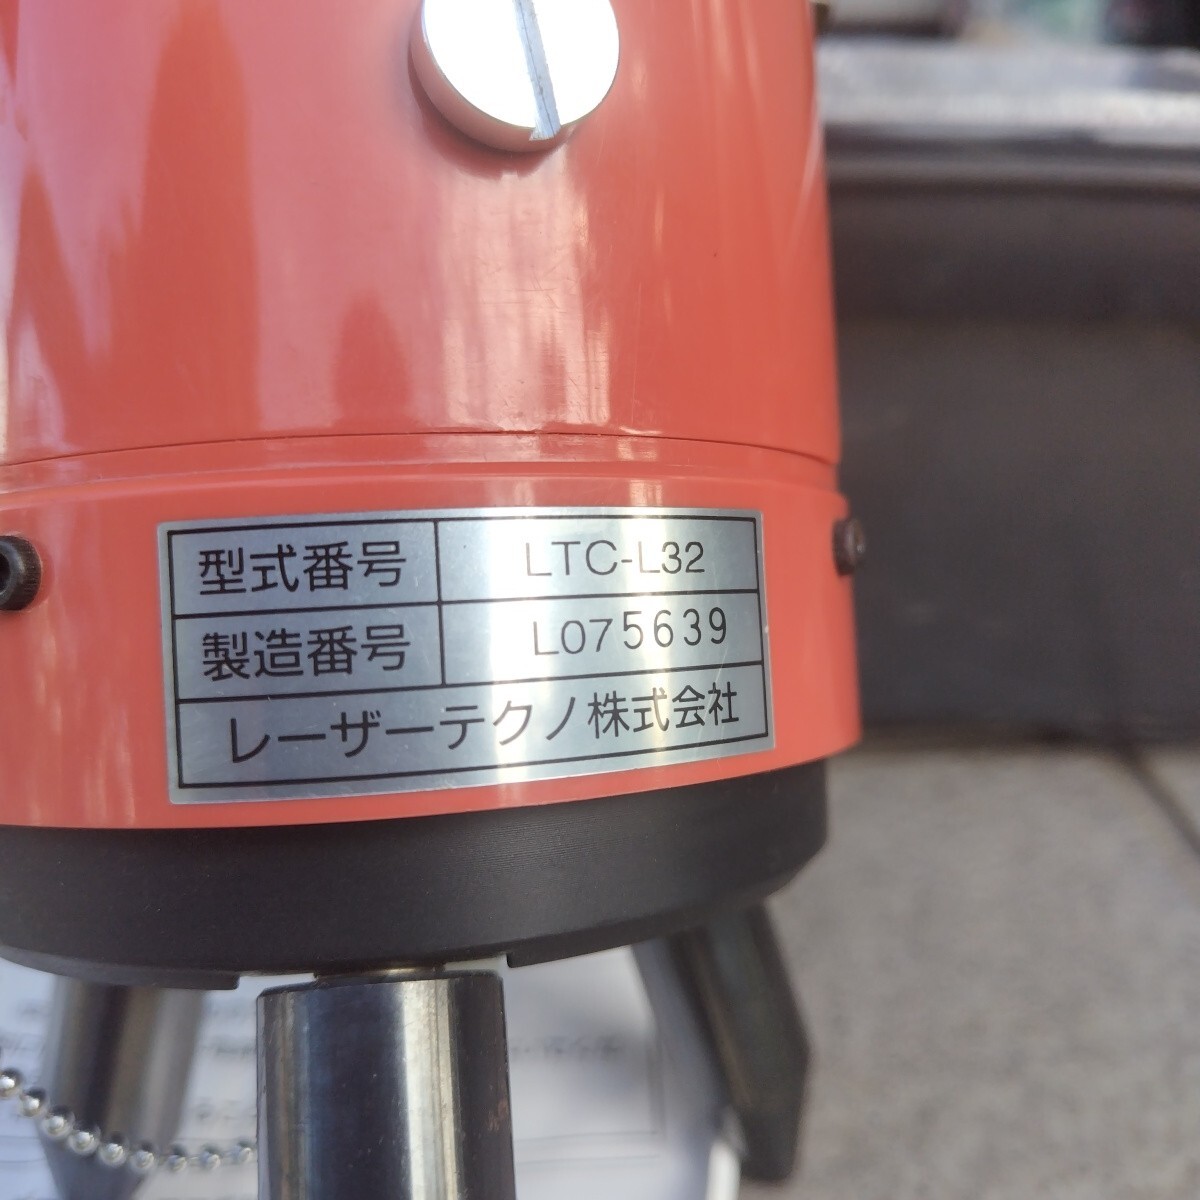 型式番号 LTC-L32
製造番号 L075639
レーザーテクノ株式会社